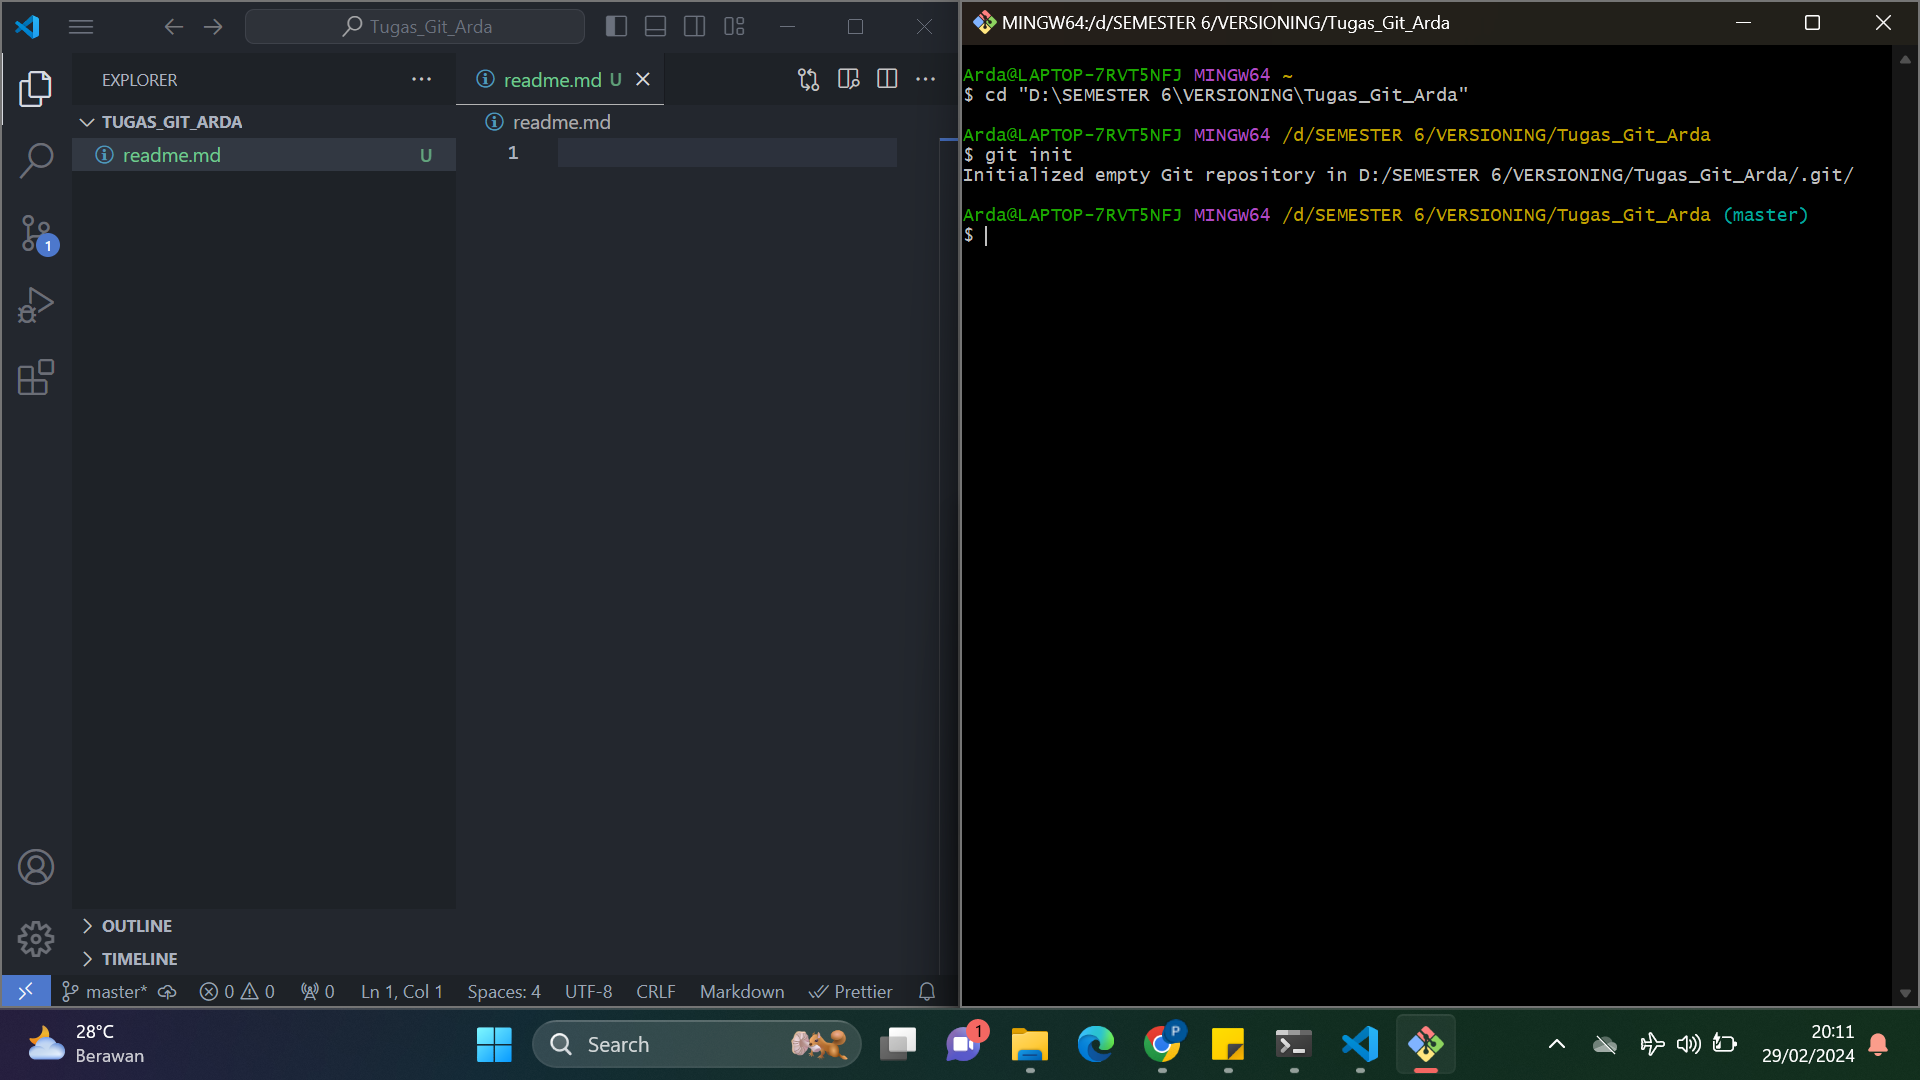 Tugas_Git_Arda
EXPLORER
TUGAS_GIT_ARDA
readme.md U
OUTLINE
TIMELINE
readme.md U
readme.md
1
1
master* 0 0 0 Ln 1, Col 1 Spaces: 4 UTF-8 CRLF Markdown Prettier
MINGW64:/d/SEMESTER 6/VERSIONING/Tugas_Git_Arda
Arda@LAPTOP-7RVT5NFJ MINGW64 ~
$ cd "D:\SEMESTER 6\VERSIONING\Tugas_Git_Arda"
Arda@LAPTOP-7RVT5NFJ MINGW64 /d/SEMESTER 6/VERSIONING/Tugas_Git_Arda
$ git init
Initialized empty Git repository in D:/SEMESTER 6/VERSIONING/Tugas_Git_Arda/.git/
Arda@LAPTOP-7RVT5NFJ MINGW64 /d/SEMESTER 6/VERSIONING/Tugas_Git_Arda (master)
$
28°C
Berawan
Search
1
P
20:11
29/02/2024